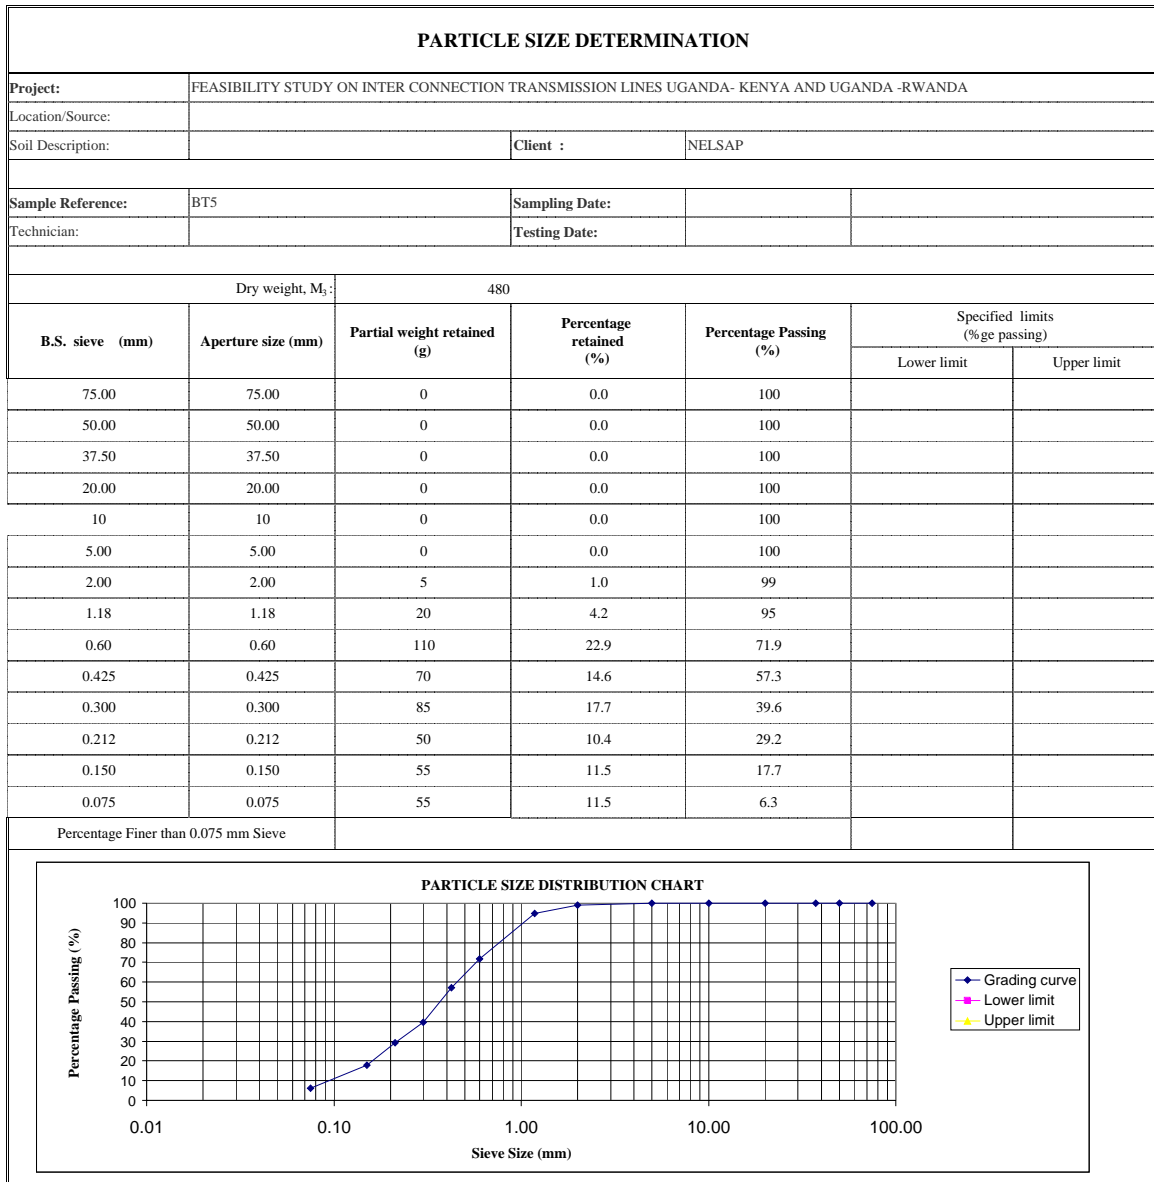 PARTICLE SIZE DETERMINATION
Project: FEASIBILITY STUDY ON INTER CONNECTION TRANSMISSION LINES UGANDA- KENYA AND UGANDA -RWANDA
Location/Source:
Soil Description: Client : NELSAP
Sample Reference: BT5 Sampling Date:
Technician: Testing Date:
Dry weight, M3 : 480
B.S. sieve (mm) Aperture size (mm) Partial weight retained (g) Percentage retained (%) Percentage Passing (%) Specified limits (%ge passing)
Lower limit Upper limit
75.00 75.00 0 0.0 100
50.00 50.00 0 0.0 100
37.50 37.50 0 0.0 100
20.00 20.00 0 0.0 100
10 10 0 0.0 100
5.00 5.00 0 0.0 100
2.00 2.00 5 1.0 99
1.18 1.18 20 4.2 95
0.60 0.60 110 22.9 71.9
0.425 0.425 70 14.6 57.3
0.300 0.300 85 17.7 39.6
0.212 0.212 50 10.4 29.2
0.150 0.150 55 11.5 17.7
0.075 0.075 55 11.5 6.3
Percentage Finer than 0.075 mm Sieve
PARTICLE SIZE DISTRIBUTION CHART
Percentage Passing (%)
100
90
80
70
60
50
40
30
20
10
0
0.01 0.10 1.00 10.00 100.00
Sieve Size (mm)
Grading curve
Lower limit
Upper limit